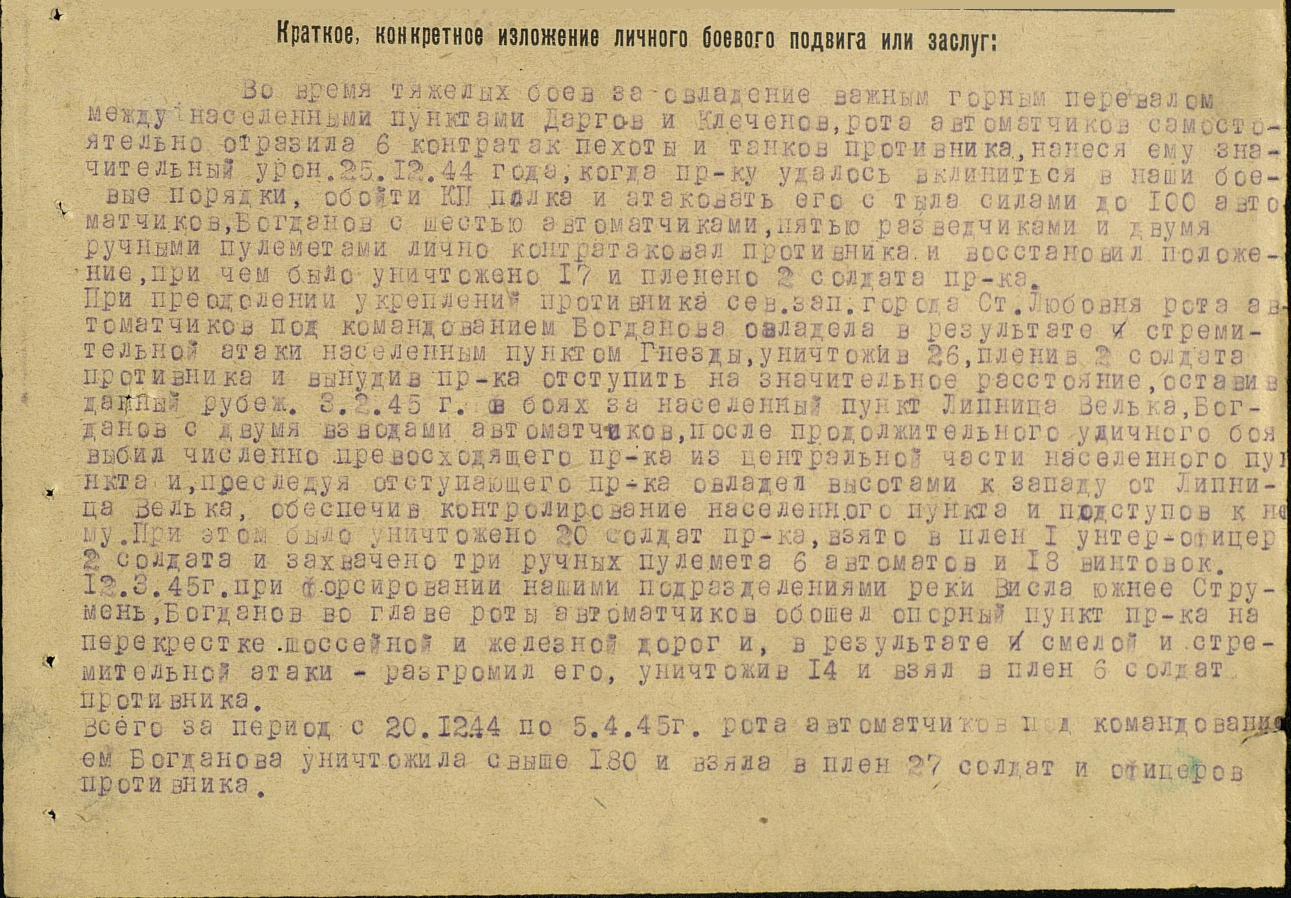 Краткое, конкретное изложение личного боевого подвига или заслуг:
Во время тяжелых боев за овладение важным горным перевалом
между населенными пунктами Даргов и Клеченов,рота автоматчиков самосто-
ятельно отразила 6 контратак пехоты и танков противника,нанеся ему зна-
чительный урон.25.12.44 года,когда пр-ку удалось вклиниться в наши бое-
вые порядки, обойти КП полка и атаковать его с тыла силами до I00 авто
матчиков,Богданов с шестью автоматчиками,пятью разведчиками и двумя
ручными пулеметами лично контратаковал противника и восстановил положе-
ние,при чем было уничтожено I7 и пленено 2 солдата пр-ка.
При преодолении укреплений противника сев.зап.города Ст.Любовня рота ав-
томатчиков под командованием Богданова овладела в результате стреми-
тельной атаки населенным пунктом Гнезды,уничтожив 26,пленив 2 солдата
противника и вынудив пр-ка отступить на значительное расстояние,оставив
данный рубеж. 3.2.45 г. в боях за населенный пункт Липница Велька,Бог-
данов с двумя взводами автоматчиков,после продолжительного уличного боя
выбил численно превосходящего пр-ка из центральной части населенного пун
нкта и,преследуя отступающего пр-ка овладел высотами к западу от Липни-
ца Велька, обеспечив контролирование населенного пункта и подступов к не
му.При этом было уничтожено 20 солдат пр-ка,взято в плен I унтер-офицер
2 солдата и захвачено три ручных пулемета 6 автоматов и I8 винтовок.
I2.3.45г.при форсировании нашими подразделениями реки Висла южнее Стру-
мень,Богданов во главе роты автоматчиков обошел опорный пункт пр-ка на
перекрестке шоссейной и железной дорог и, в результате смелой и стре-
мительной атаки - разгромил его, уничтожив I4 и взял в плен 6 солдат
противника.
Всего за период с 20.I244 по 5.4.45г. рота автоматчиков под командовани
ем Богданова уничтожила свыше I80 и взяла в плен 27 солдат и офицеров
противника.